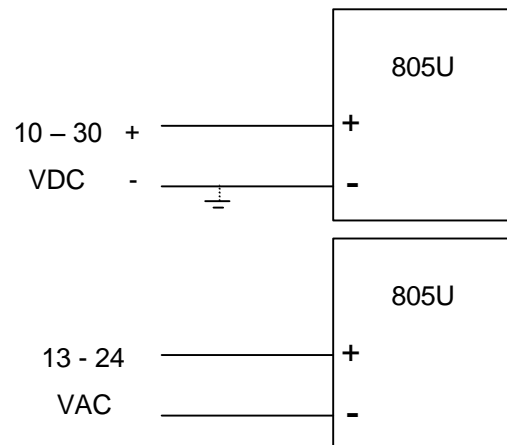 805U
10 – 30 +
+
VDC -
-
805U
13 - 24
+
VAC
-